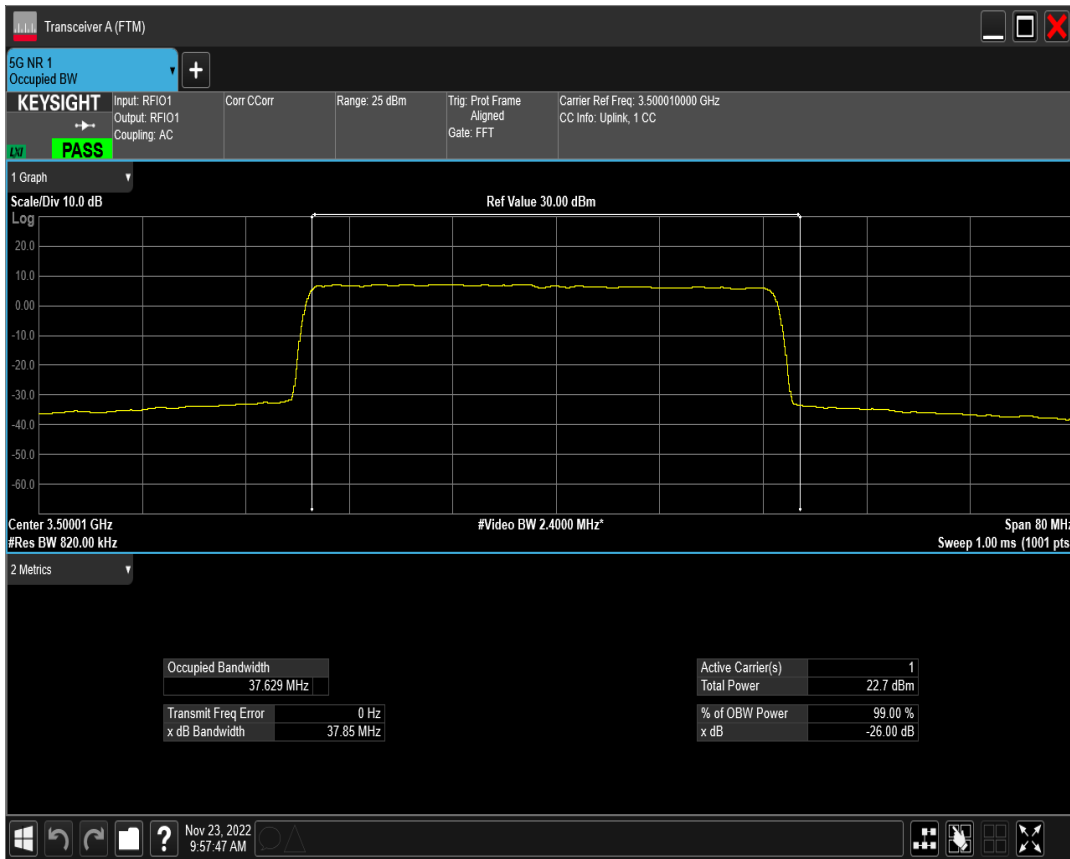 Transceiver A (FTM)
5G NR 1
Occupied BW
+
KEYSIGHT
Input: RFIO1
Output: RFIO1
Coupling: AC
Corr CCorr
Range: 25 dBm
Trig: Prot Frame
Aligned
Gate: FFT
Carrier Ref Freq: 3.500010000 GHz
CC Info: Uplink, 1 CC
LXI
PASS
1 Graph
Scale/Div 10.0 dB
Ref Value 30.00 dBm
Log
20.0
10.0
0.00
-10.0
-20.0
-30.0
-40.0
-50.0
-60.0
Center 3.50001 GHz
#Video BW 2.4000 MHz*
Span 80 MHz
#Res BW 820.00 kHz
Sweep 1.00 ms (1001 pts
2 Metrics
Occupied Bandwidth
37.629 MHz
Transmit Freq Error 0 Hz
x dB Bandwidth 37.85 MHz
Active Carrier(s) 1
Total Power 22.7 dBm
% of OBW Power 99.00 %
x dB -26.00 dB
?
Nov 23, 2022
9:57:47 AM